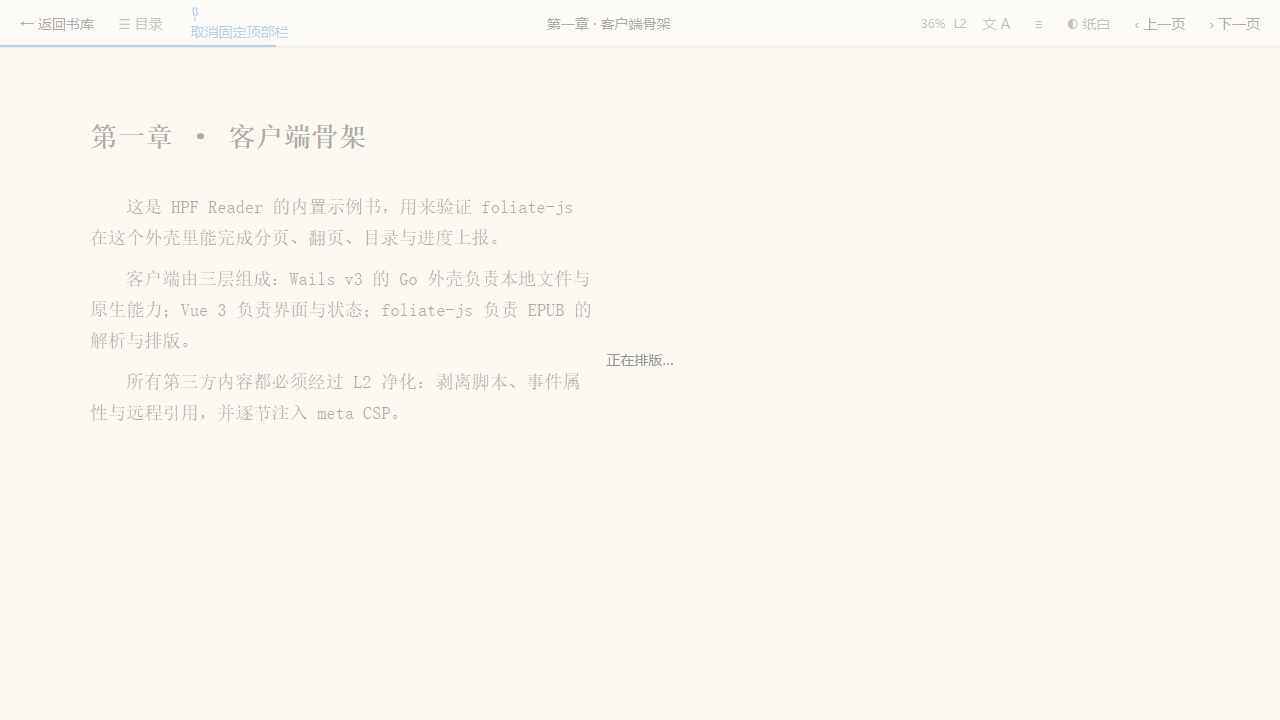 ← 返回书库
☰ 目录
取消固定顶部栏
第一章 · 客户端骨架
36%
L2
文 A
≡
◐ 纸白
‹ 上一页
› 下一页
第一章 · 客户端骨架
这是 HPF Reader 的内置示例书，用来验证 foliate-js
在这个外壳里能完成分页、翻页、目录与进度上报。
客户端由三层组成：Wails v3 的 Go 外壳负责本地文件与
原生能力；Vue 3 负责界面与状态；foliate-js 负责 EPUB 的
解析与排版。
正在排版…
所有第三方内容都必须经过 L2 净化：剥离脚本、事件属
性与远程引用，并逐节注入 meta CSP。